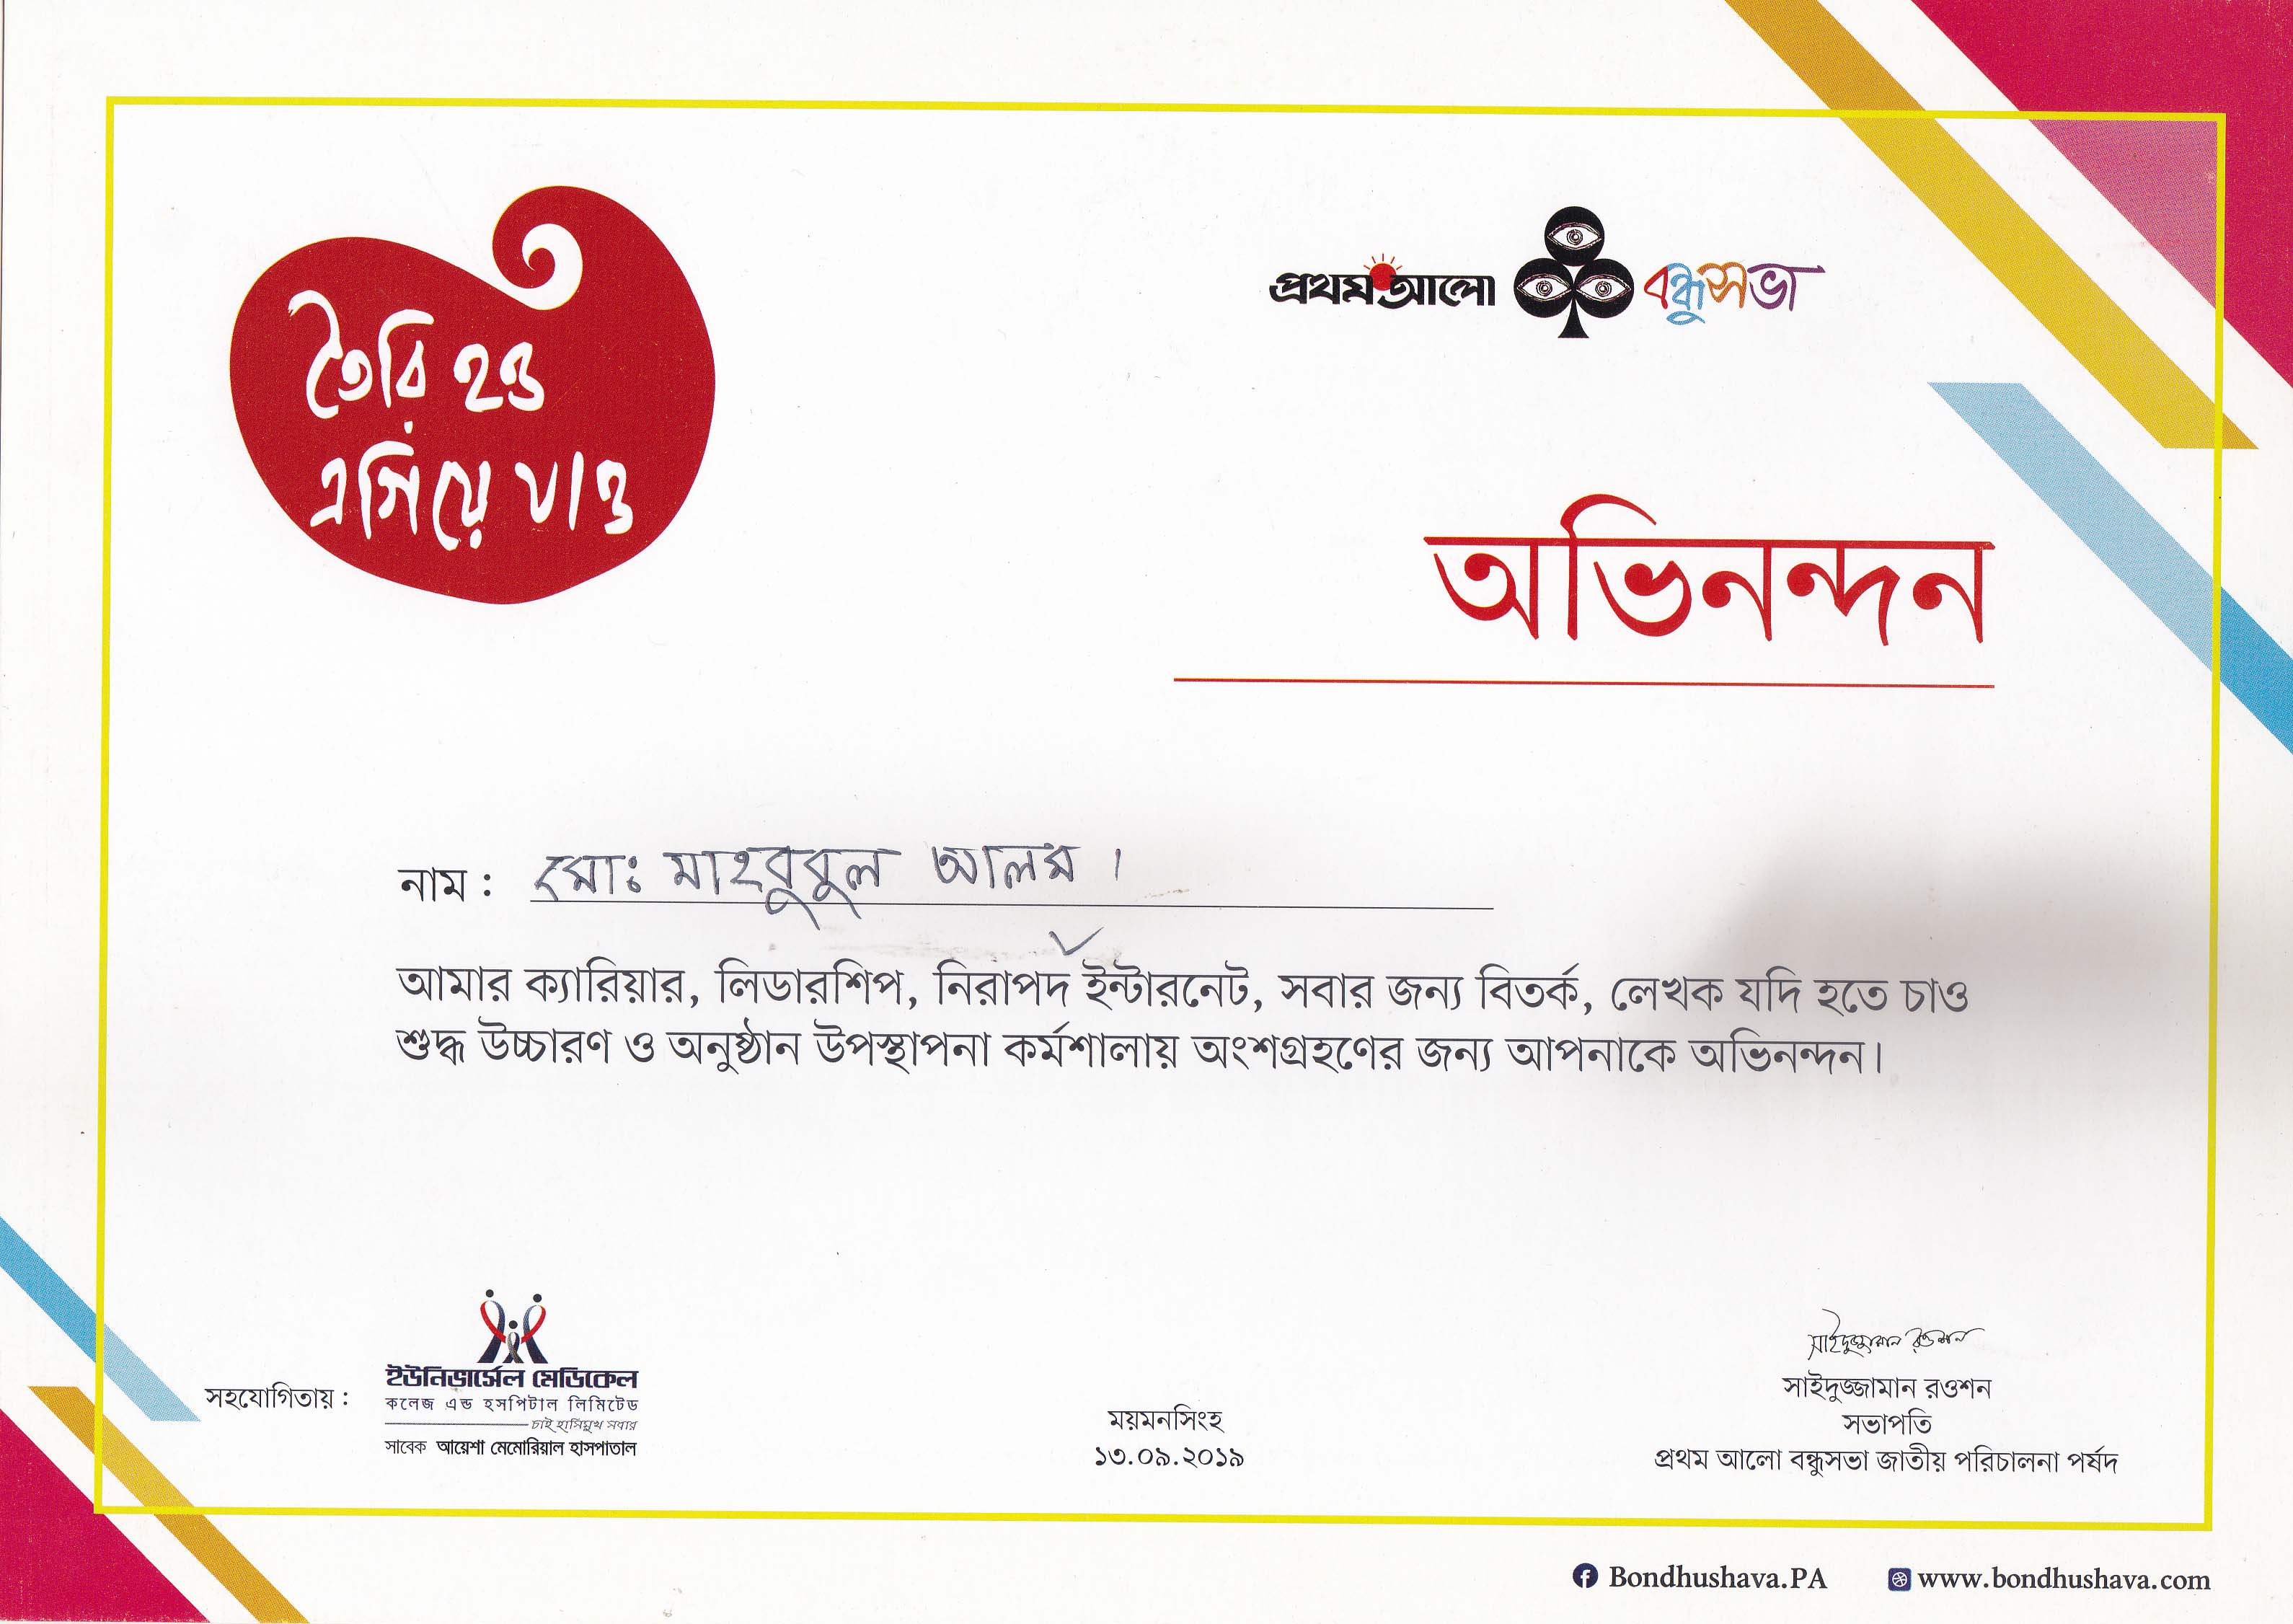 তৈরি হও
এগিয়ে যাও
প্রথম আলো বন্ধুসভা
অভিনন্দন
নাম : মোঃ মাহবুবুল আলম।
আমার ক্যারিয়ার, লিডারশিপ, নিরাপদ ইন্টারনেট, সবার জন্য বিতর্ক, লেখক যদি হতে চাও
শুদ্ধ উচ্চারণ ও অনুষ্ঠান উপস্থাপনা কর্মশালায় অংশগ্রহণের জন্য আপনাকে অভিনন্দন।
সহযোগিতায় :
ইউনিভার্সেল মেডিকেল
কলেজ এন্ড হসপিটাল লিমিটেড
চাই হাসিমুখ সবার
সাবেক আয়েশা মেমোরিয়াল হাসপাতাল
ময়মনসিংহ
১৩.০৯.২০১৯
সাইদুজ্জামান রওশন
সাইদুজ্জামান রওশন
সভাপতি
প্রথম আলো বন্ধুসভা জাতীয় পরিচালনা পর্ষদ
Bondhushava.PA
www.bondhushava.com